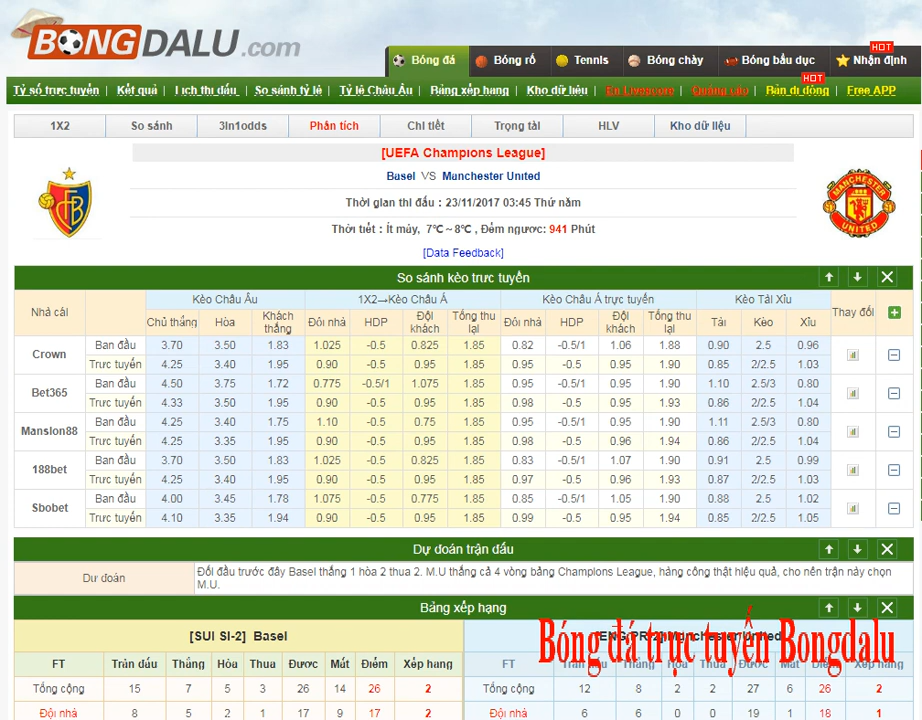 BONGDALU.com
Bóng đá Bóng rổ Tennis Bóng chày Bóng bầu dục HOT Nhận định
Tỷ số trực tuyến | Kết quả | Lịch thi đấu | So sánh tỷ lệ | Tỷ lệ Châu Âu | Bảng xếp hạng | Kho dữ liệu | En Livescore | Quảng cáo | Bản di động HOT | Free APP
1X2 So sánh 3In1odds Phân tích Chi tiết Trọng tài HLV Kho dữ liệu
[UEFA Champions League]
Basel VS Manchester United
Thời gian thi đấu : 23/11/2017 03:45 Thứ năm
Thời tiết : Ít mây, 7℃～8℃ , Đếm ngược: 941 Phút
[Data Feedback]
So sánh kèo trực tuyến
Nhà cái Kèo Châu Âu 1X2→Kèo Châu Á Kèo Châu Á trực tuyến Kèo Tài Xỉu Thay đổi
Chủ thắng Hòa Khách thắng Đội nhà HDP Đội khách Tổng thu lại Đội nhà HDP Đội khách Tổng thu lại Tài Kèo Xỉu
Crown Ban đầu 3.70 3.50 1.83 1.025 -0.5 0.825 1.85 0.82 -0.5/1 1.06 1.88 0.90 2.5 0.96
Trực tuyến 4.25 3.40 1.95 0.90 -0.5 0.95 1.85 0.95 -0.5 0.95 1.90 0.85 2/2.5 1.03
Bet365 Ban đầu 4.50 3.75 1.72 0.775 -0.5/1 1.075 1.85 0.95 -0.5/1 0.95 1.90 1.10 2.5/3 0.80
Trực tuyến 4.33 3.50 1.95 0.90 -0.5 0.95 1.85 0.98 -0.5 0.95 1.93 0.86 2/2.5 1.04
Mansion88 Ban đầu 4.25 3.40 1.75 1.10 -0.5 0.75 1.85 0.95 -0.5/1 0.95 1.90 1.11 2.5/3 0.80
Trực tuyến 4.25 3.35 1.95 0.90 -0.5 0.95 1.85 0.98 -0.5 0.96 1.94 0.86 2/2.5 1.04
188bet Ban đầu 3.70 3.50 1.83 1.025 -0.5 0.825 1.85 0.83 -0.5/1 1.07 1.90 0.91 2.5 0.99
Trực tuyến 4.25 3.40 1.95 0.90 -0.5 0.95 1.85 0.97 -0.5 0.96 1.93 0.87 2/2.5 1.03
Sbobet Ban đầu 4.00 3.45 1.78 1.075 -0.5 0.775 1.85 0.85 -0.5/1 1.05 1.90 0.88 2.5 1.02
Trực tuyến 4.10 3.35 1.94 0.90 -0.5 0.95 1.85 0.99 -0.5 0.95 1.94 0.85 2/2.5 1.05
Dự đoán trận đấu
Dự đoán Đối đầu trước đây Basel thắng 1 hòa 2 thua 2. M.U thắng cả 4 vòng bảng Champions League, hàng công thật hiệu quả, cho nên trận này chọn
M.U.
Bảng xếp hạng
[SUI SI-2] Basel [ENG PR-2] Manchester United
Bóng đá trực tuyến Bongdalu
FT Trận đấu Thắng Hòa Thua Được Mất Điểm Xếp hạng FT Trận đấu Thắng Hòa Thua Được Mất Điểm Xếp hạng
Tổng cộng 15 7 5 3 26 14 26 2 Tổng cộng 12 8 2 2 27 6 26 2
Đội nhà 8 5 2 1 17 9 17 2 Đội nhà 6 6 0 0 19 1 18 1